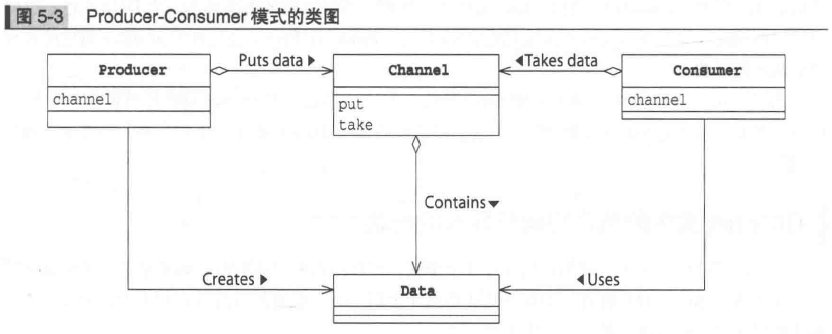 图 5-3 Producer-Consumer 模式的类图
Producer
channel
Puts data ▶
Channel
put
take
◀Takes data
Consumer
channel
Contains▼
Creates ▶
Data
◀Uses